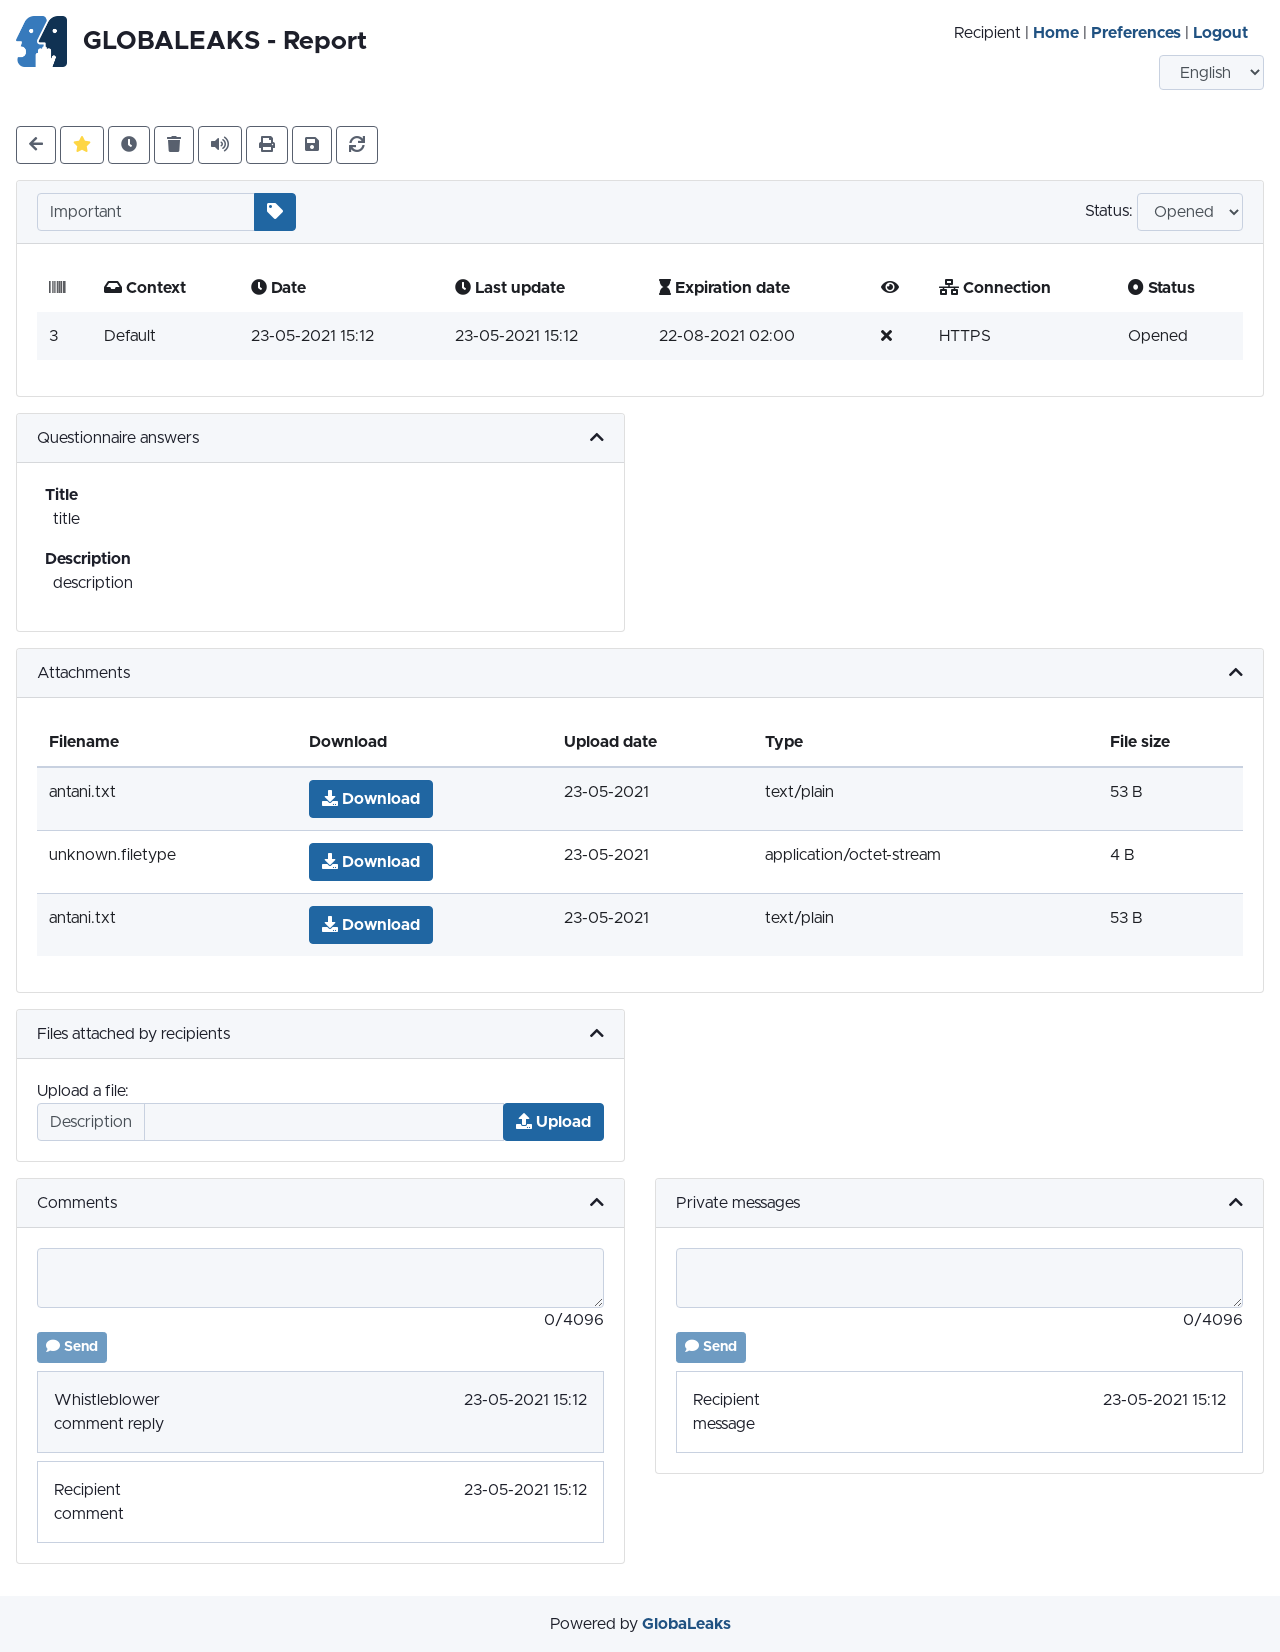 GLOBALEAKS - Report
Recipient | Home | Preferences | Logout
English
Important
Status: Opened
Context Date Last update Expiration date Connection Status
3 Default 23-05-2021 15:12 23-05-2021 15:12 22-08-2021 02:00 HTTPS Opened
Questionnaire answers
Title
title
Description
description
Attachments
Filename Download Upload date Type File size
antani.txt Download 23-05-2021 text/plain 53 B
unknown.filetype Download 23-05-2021 application/octet-stream 4 B
antani.txt Download 23-05-2021 text/plain 53 B
Files attached by recipients
Upload a file:
Description Upload
Comments
0/4096
Send
Whistleblower 23-05-2021 15:12
comment reply
Recipient 23-05-2021 15:12
comment
Private messages
0/4096
Send
Recipient 23-05-2021 15:12
message
Powered by GlobaLeaks